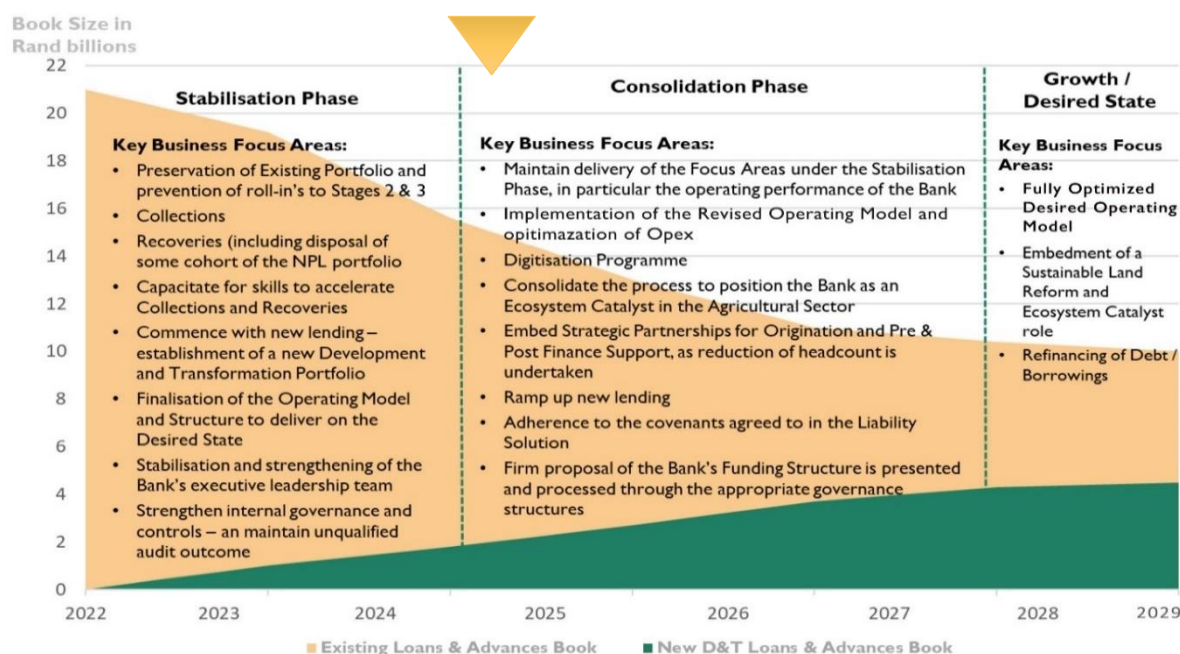 Book Size in
Rand billions
22
20
18
16
14
12
10
8
6
4
2
0
Stabilisation Phase
Key Business Focus Areas:
• Preservation of Existing Portfolio and
prevention of roll-in's to Stages 2 & 3
• Collections
• Recoveries (including disposal of
some cohort of the NPL portfolio
• Capacitate for skills to accelerate
Collections and Recoveries
• Commence with new lending –
establishment of a new Development
and Transformation Portfolio
• Finalisation of the Operating Model
and Structure to deliver on the
Desired State
• Stabilisation and strengthening of the
Bank's executive leadership team
• Strengthen internal governance and
controls – an maintain unqualified
audit outcome
Consolidation Phase
Key Business Focus Areas:
• Maintain delivery of the Focus Areas under the Stabilisation
Phase, in particular the operating performance of the Bank
• Implementation of the Revised Operating Model and
opitimazation of Opex
• Digitisation Programme
• Consolidate the process to position the Bank as an
Ecosystem Catalyst in the Agricultural Sector
• Embed Strategic Partnerships for Origination and Pre &
Post Finance Support, as reduction of headcount is
undertaken
• Ramp up new lending
• Adherence to the covenants agreed to in the Liability
Solution
• Firm proposal of the Bank's Funding Structure is presented
and processed through the appropriate governance
structures
Growth /
Desired State
Key Business Focus
Areas:
• Fully Optimized
Desired Operating
Model
• Embedment of a
Sustainable Land
Reform and
Ecosystem Catalyst
role
• Refinancing of Debt /
Borrowings
2022 2023 2024 2025 2026 2027 2028 2029
Existing Loans & Advances Book New D&T Loans & Advances Book